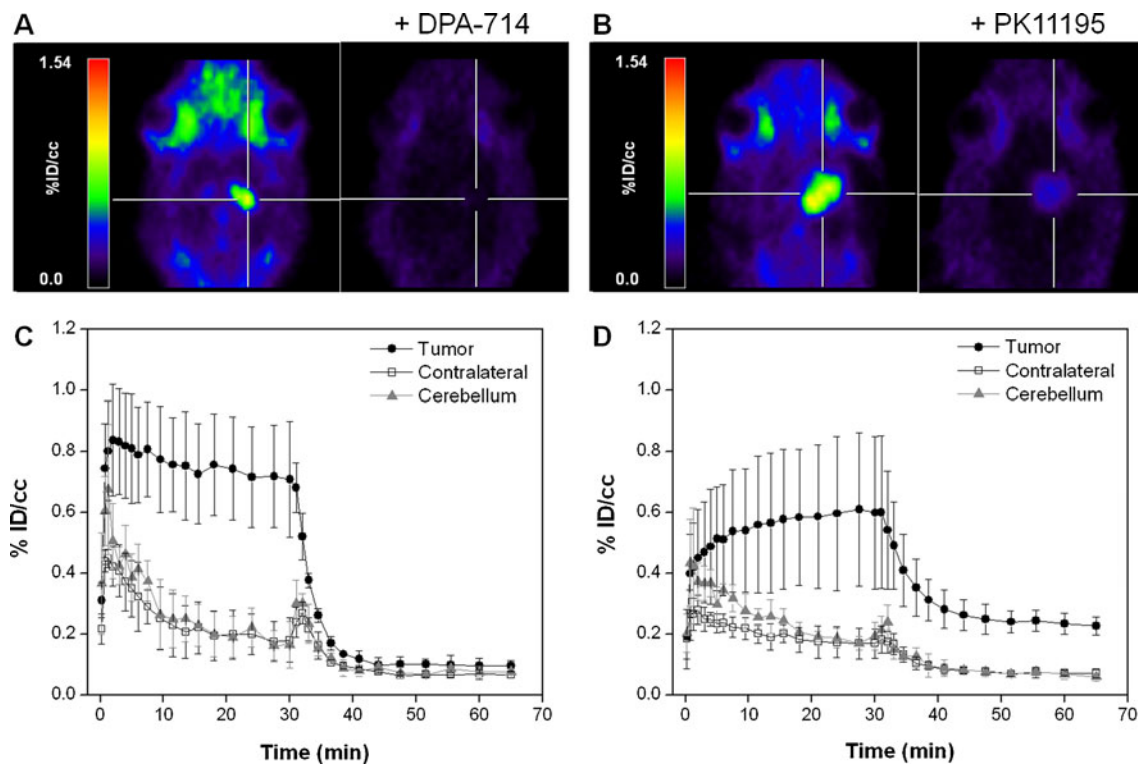 A
+ DPA-714
1.54
%ID/cc
0.0
B
+ PK11195
1.54
%ID/cc
0.0
C
1.2
1.0
0.8
0.6
0.4
0.2
0.0
% ID/cc
Tumor
Contralateral
Cerebellum
0 10 20 30 40 50 60 70
Time (min)
D
1.2
1.0
0.8
0.6
0.4
0.2
0.0
% ID/cc
Tumor
Contralateral
Cerebellum
0 10 20 30 40 50 60 70
Time (min)